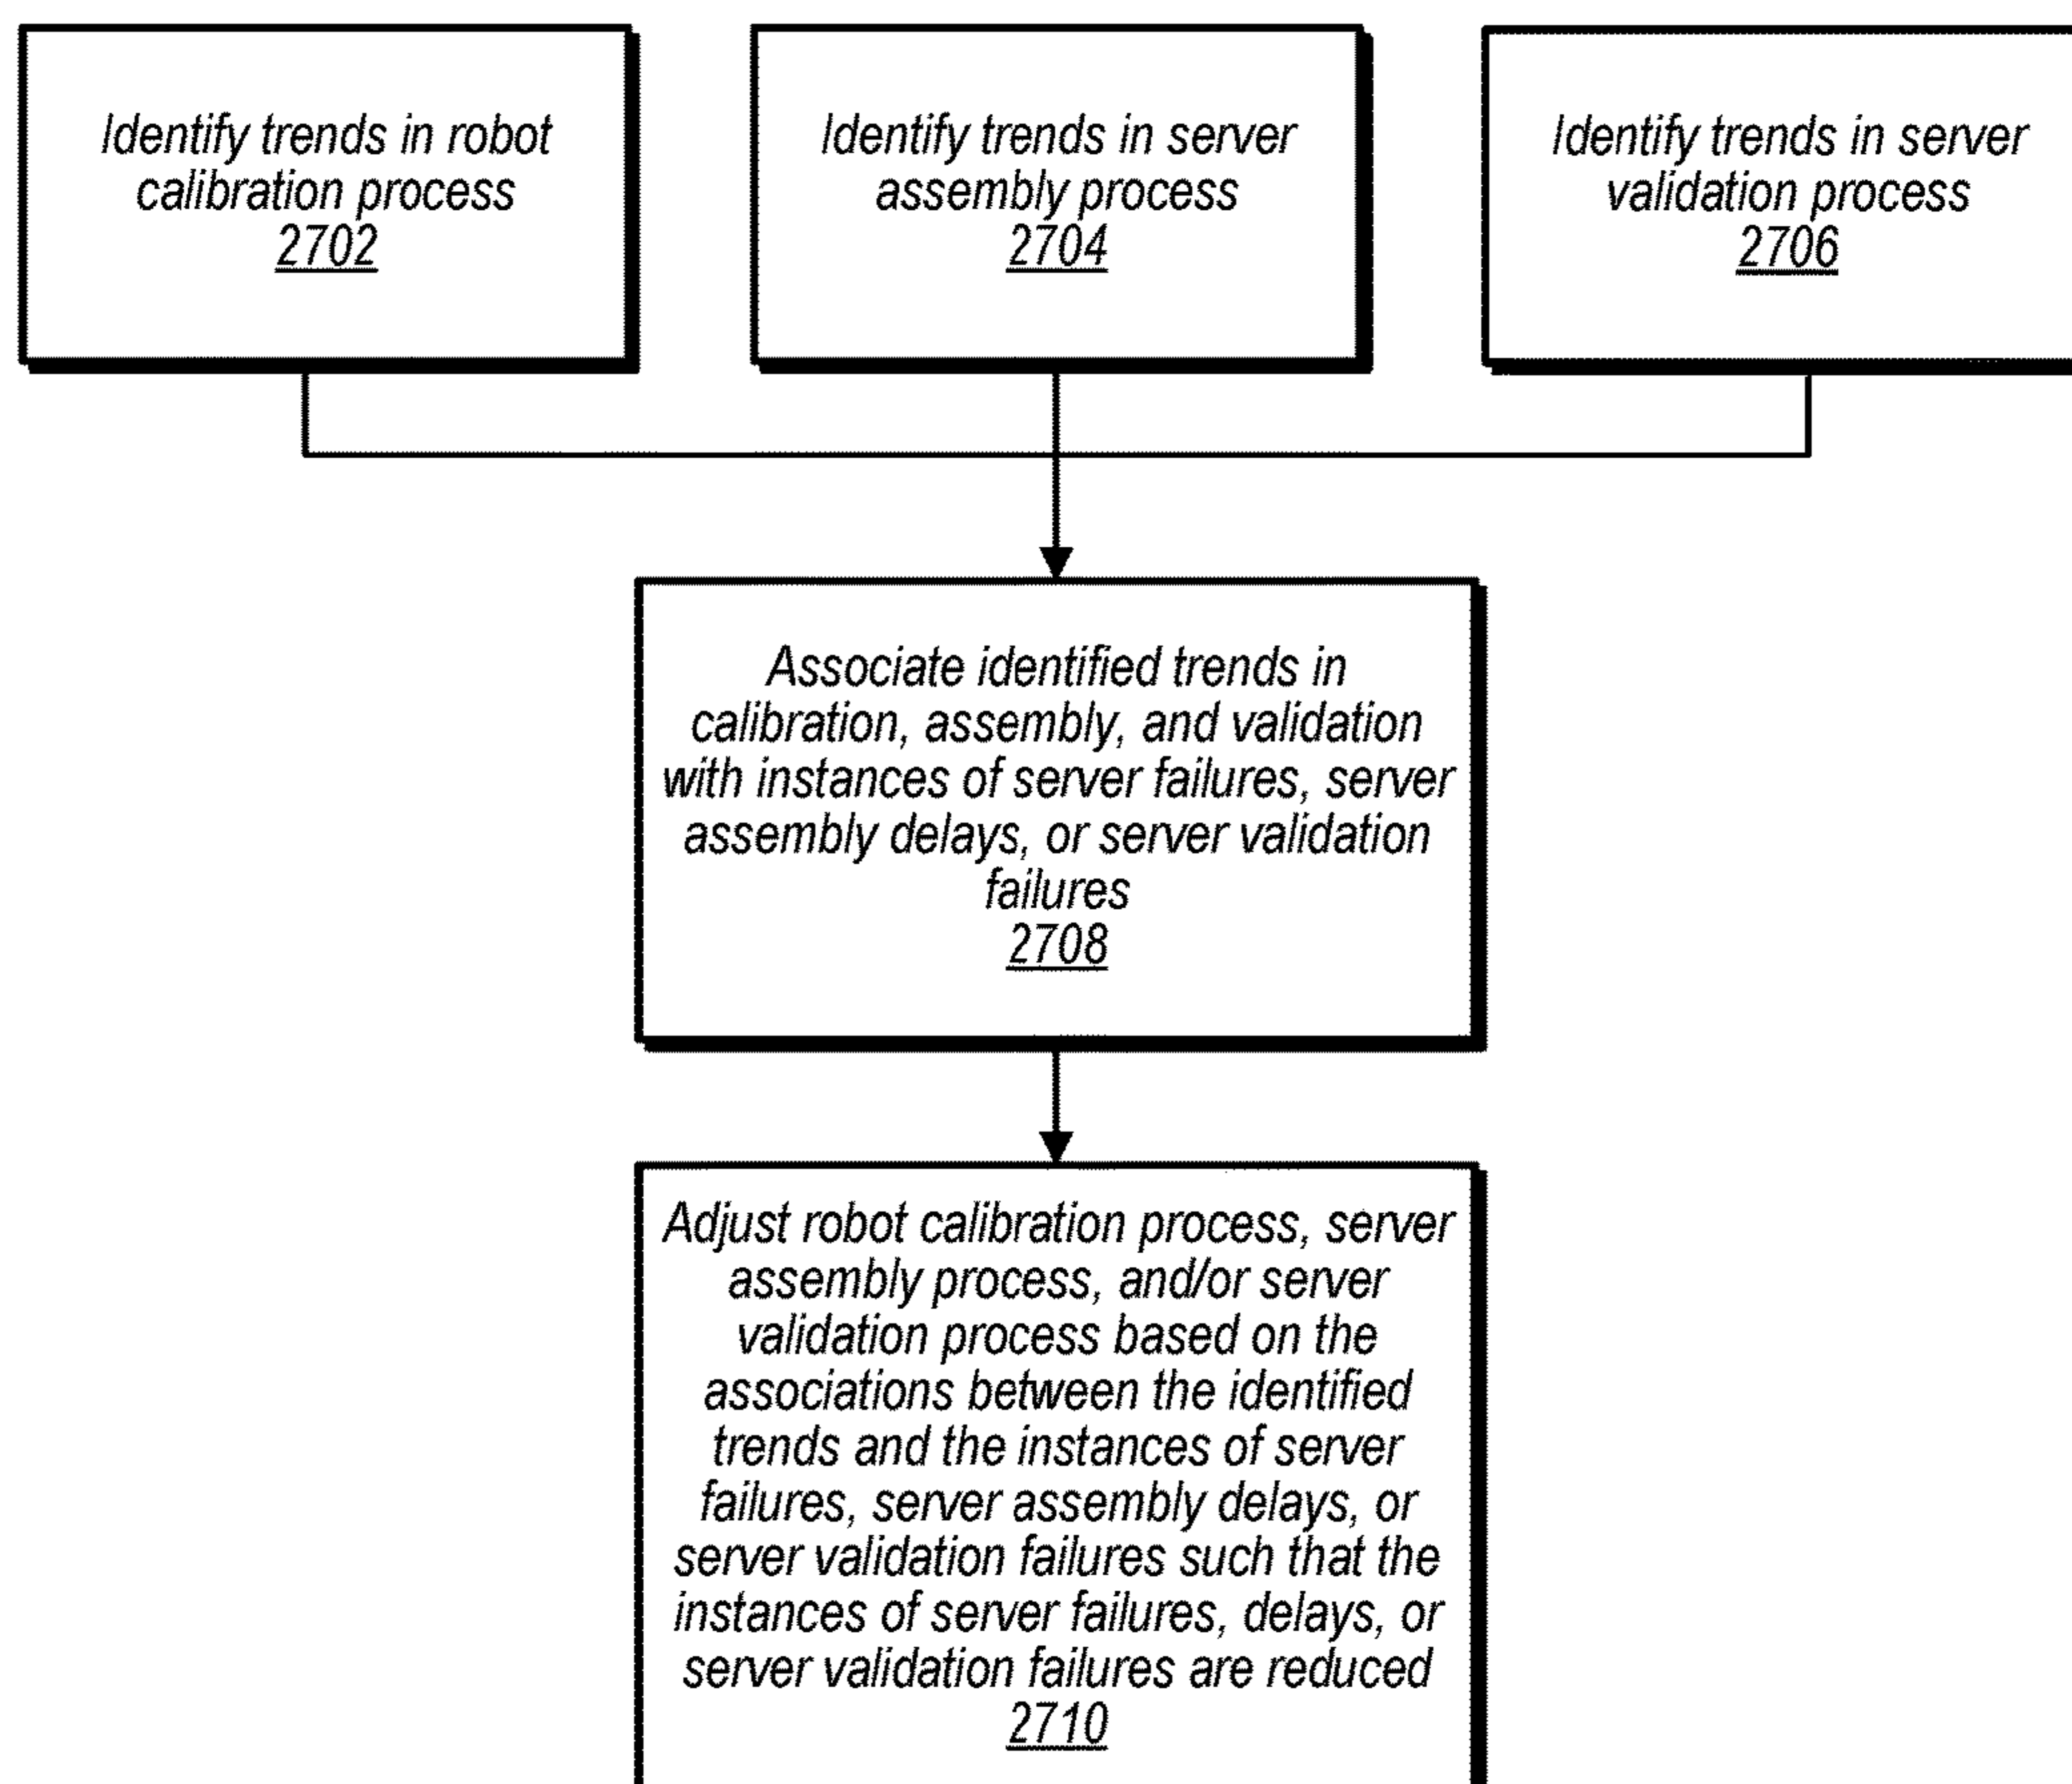 Identify trends in robot
calibration process
2702
Identify trends in server
assembly process
2704
Identify trends in server
validation process
2706
Associate identified trends in
calibration, assembly, and validation
with instances of server failures, server
assembly delays, or server validation
failures
2708
Adjust robot calibration process, server
assembly process, and/or server
validation process based on the
associations between the identified
trends and the instances of server
failures, server assembly delays, or
server validation failures such that the
instances of server failures, delays, or
server validation failures are reduced
2710